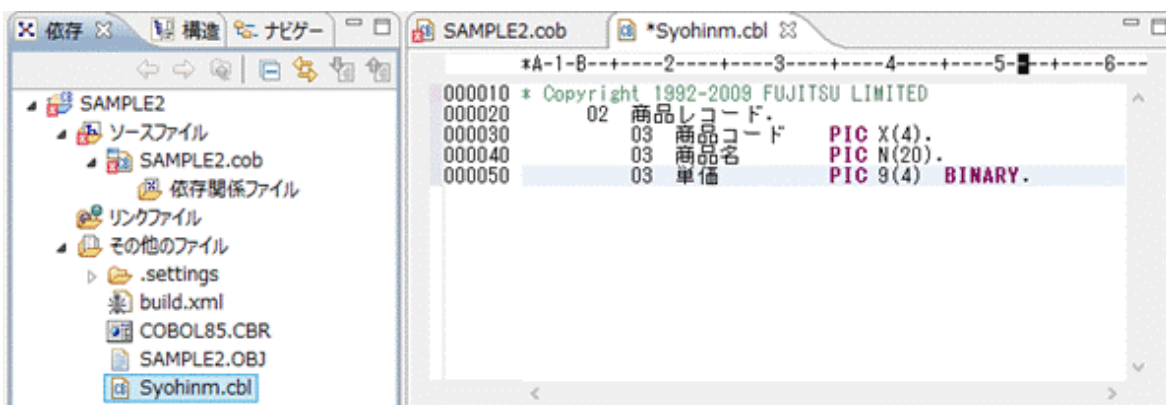 依存 構造 ナビゲー
SAMPLE2
ソースファイル
SAMPLE2.cob
依存関係ファイル
リンクファイル
その他のファイル
.settings
build.xml
COBOL85.CBR
SAMPLE2.OBJ
Syohinm.cbl
SAMPLE2.cob *Syohinm.cbl
*A-1-B--+----2----+----3----+----4----+----5-█--+----6---
000010 * Copyright 1992-2009 FUJITSU LIMITED
000020 02 商品レコード.
000030 03 商品コード PIC X(4).
000040 03 商品名 PIC N(20).
000050 03 単価 PIC 9(4) BINARY.